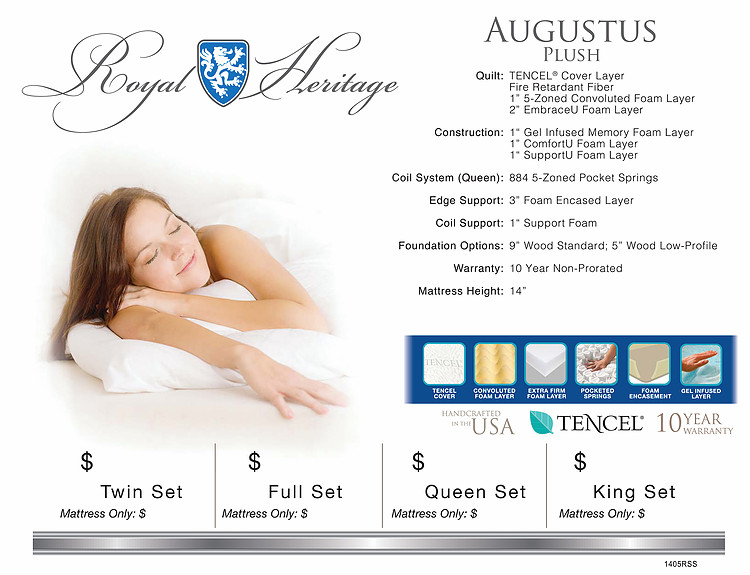 Royal Heritage
AUGUSTUS
PLUSH
Quilt: TENCEL® Cover Layer
Fire Retardant Fiber
1” 5-Zoned Convoluted Foam Layer
2” EmbraceU Foam Layer
Construction: 1“ Gel Infused Memory Foam Layer
1” ComfortU Foam Layer
1“ SupportU Foam Layer
Coil System (Queen): 884 5-Zoned Pocket Springs
Edge Support: 3” Foam Encased Layer
Coil Support: 1“ Support Foam
Foundation Options: 9” Wood Standard; 5” Wood Low-Profile
Warranty: 10 Year Non-Prorated
Mattress Height: 14”
TENCEL
TENCEL COVER
CONVOLUTED FOAM LAYER
EXTRA FIRM FOAM LAYER
POCKETED SPRINGS
FOAM ENCASEMENT
GEL INFUSED LAYER
HANDCRAFTED IN THE USA
TENCEL®
10 YEAR WARRANTY
$ $ $ $
Twin Set Full Set Queen Set King Set
Mattress Only: $ Mattress Only: $ Mattress Only: $ Mattress Only: $
1405RSS